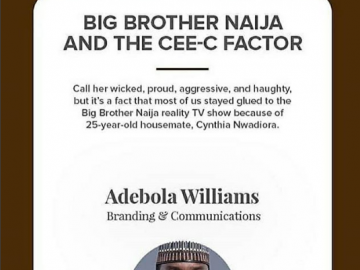 BIG BROTHER NAIJA
AND THE CEE-C FACTOR
Call her wicked, proud, aggressive, and haughty,
but it's a fact that most of us stayed glued to the
Big Brother Naija reality TV show because of
25-year-old housemate, Cynthia Nwadiora.
Adebola Williams
Branding & Communications